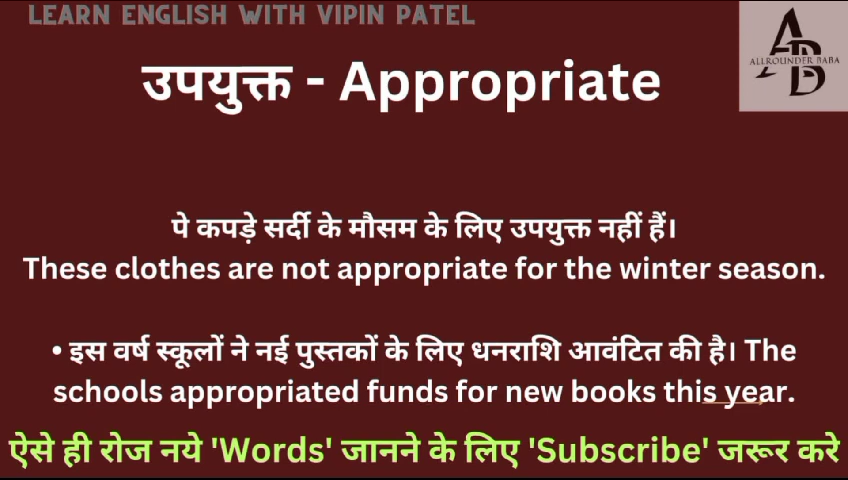 LEARN ENGLISH WITH VIPIN PATEL
AB
ALLROUNDER BABA
उपयुक्त - Appropriate
पे कपड़े सर्दी के मौसम के लिए उपयुक्त नहीं हैं।
These clothes are not appropriate for the winter season.
• इस वर्ष स्कूलों ने नई पुस्तकों के लिए धनराशि आवंटित की है। The
schools appropriated funds for new books this year.
ऐसे ही रोज नये 'Words' जानने के लिए 'Subscribe' जरूर करे